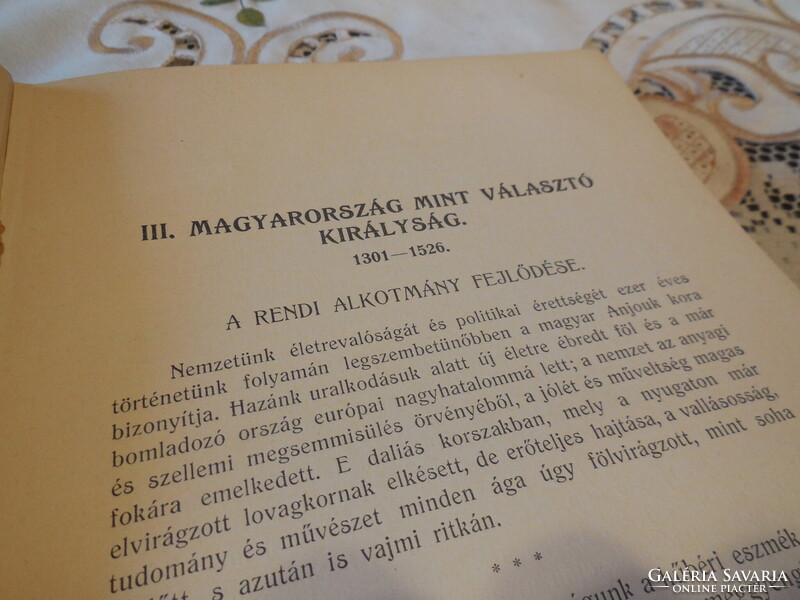 III. MAGYARORSZÁG MINT VÁLASZTÓ
KIRÁLYSÁG.
1301—1526.
A RENDI ALKOTMÁNY FEJLŐDÉSE.
Nemzetünk életrevalóságát és politikai érettségét ezer éves
történetünk folyamán legszembetünőbben a magyar Anjouk kora
bizonyítja. Hazánk uralkodásuk alatt új életre ébredt föl és a már
bomladozó ország európai nagyhatalommá lett; a nemzet az anyagi
és szellemi megsemmisülés örvényéből, a jólét és műveltség magas
fokára emelkedett. E daliás korszakban, mely a nyugaton már
elvirágzott lovagkornak elkésett, de erőteljes hajtása, a vallásosság,
tudomány és művészet minden ága úgy fölvirágzott, mint soha
s azután is vajmi ritkán.
* * *
eszmék
GALÉRIA SAVARIA
ONLINE PIACTÉR